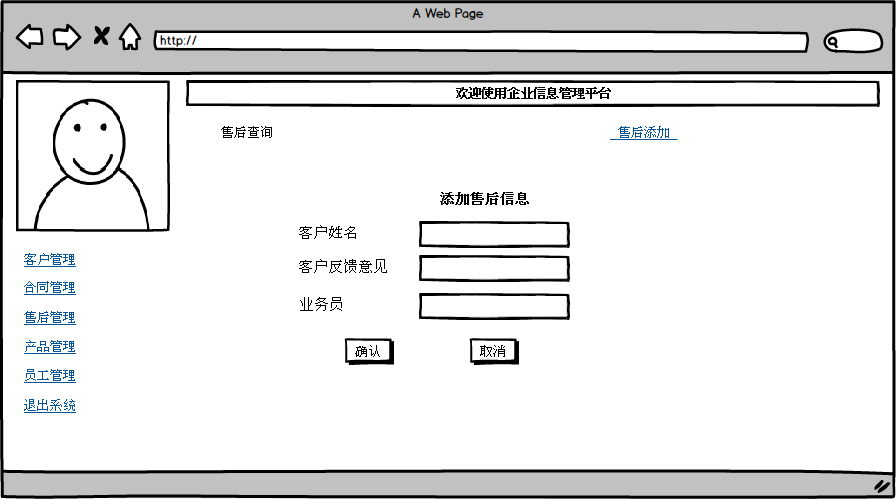 A Web Page
http://
欢迎使用企业信息管理平台
售后查询 售后添加
添加售后信息
客户姓名
客户反馈意见
业务员
确认 取消
客户管理
合同管理
售后管理
产品管理
员工管理
退出系统